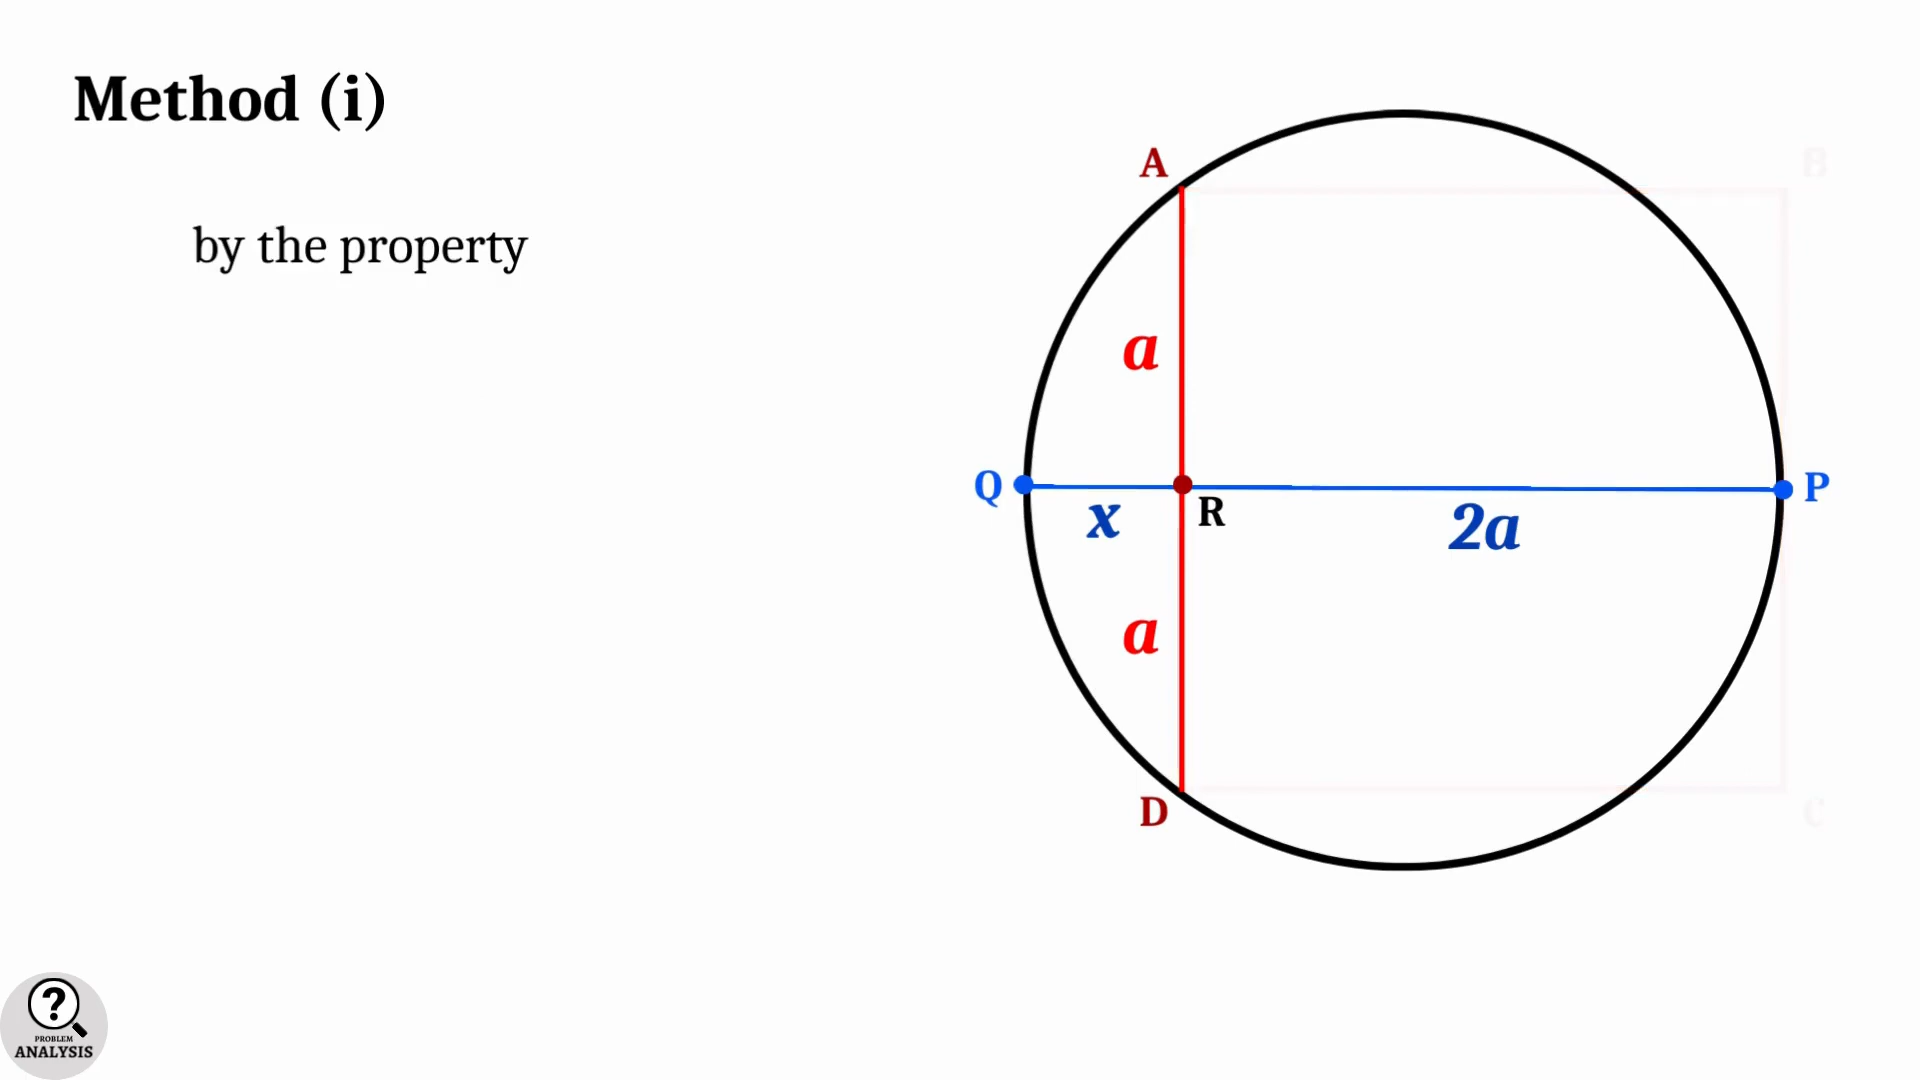 Method (i)
by the property
A
B
a
Q
x
R
2a
P
a
D
C
?
PROBLEM
ANALYSIS